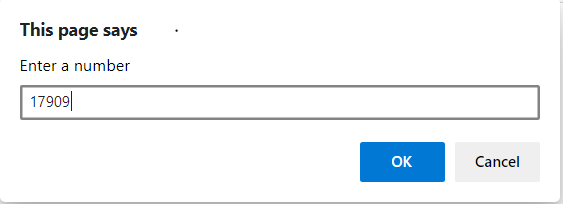 This page says
Enter a number
17909
OK Cancel